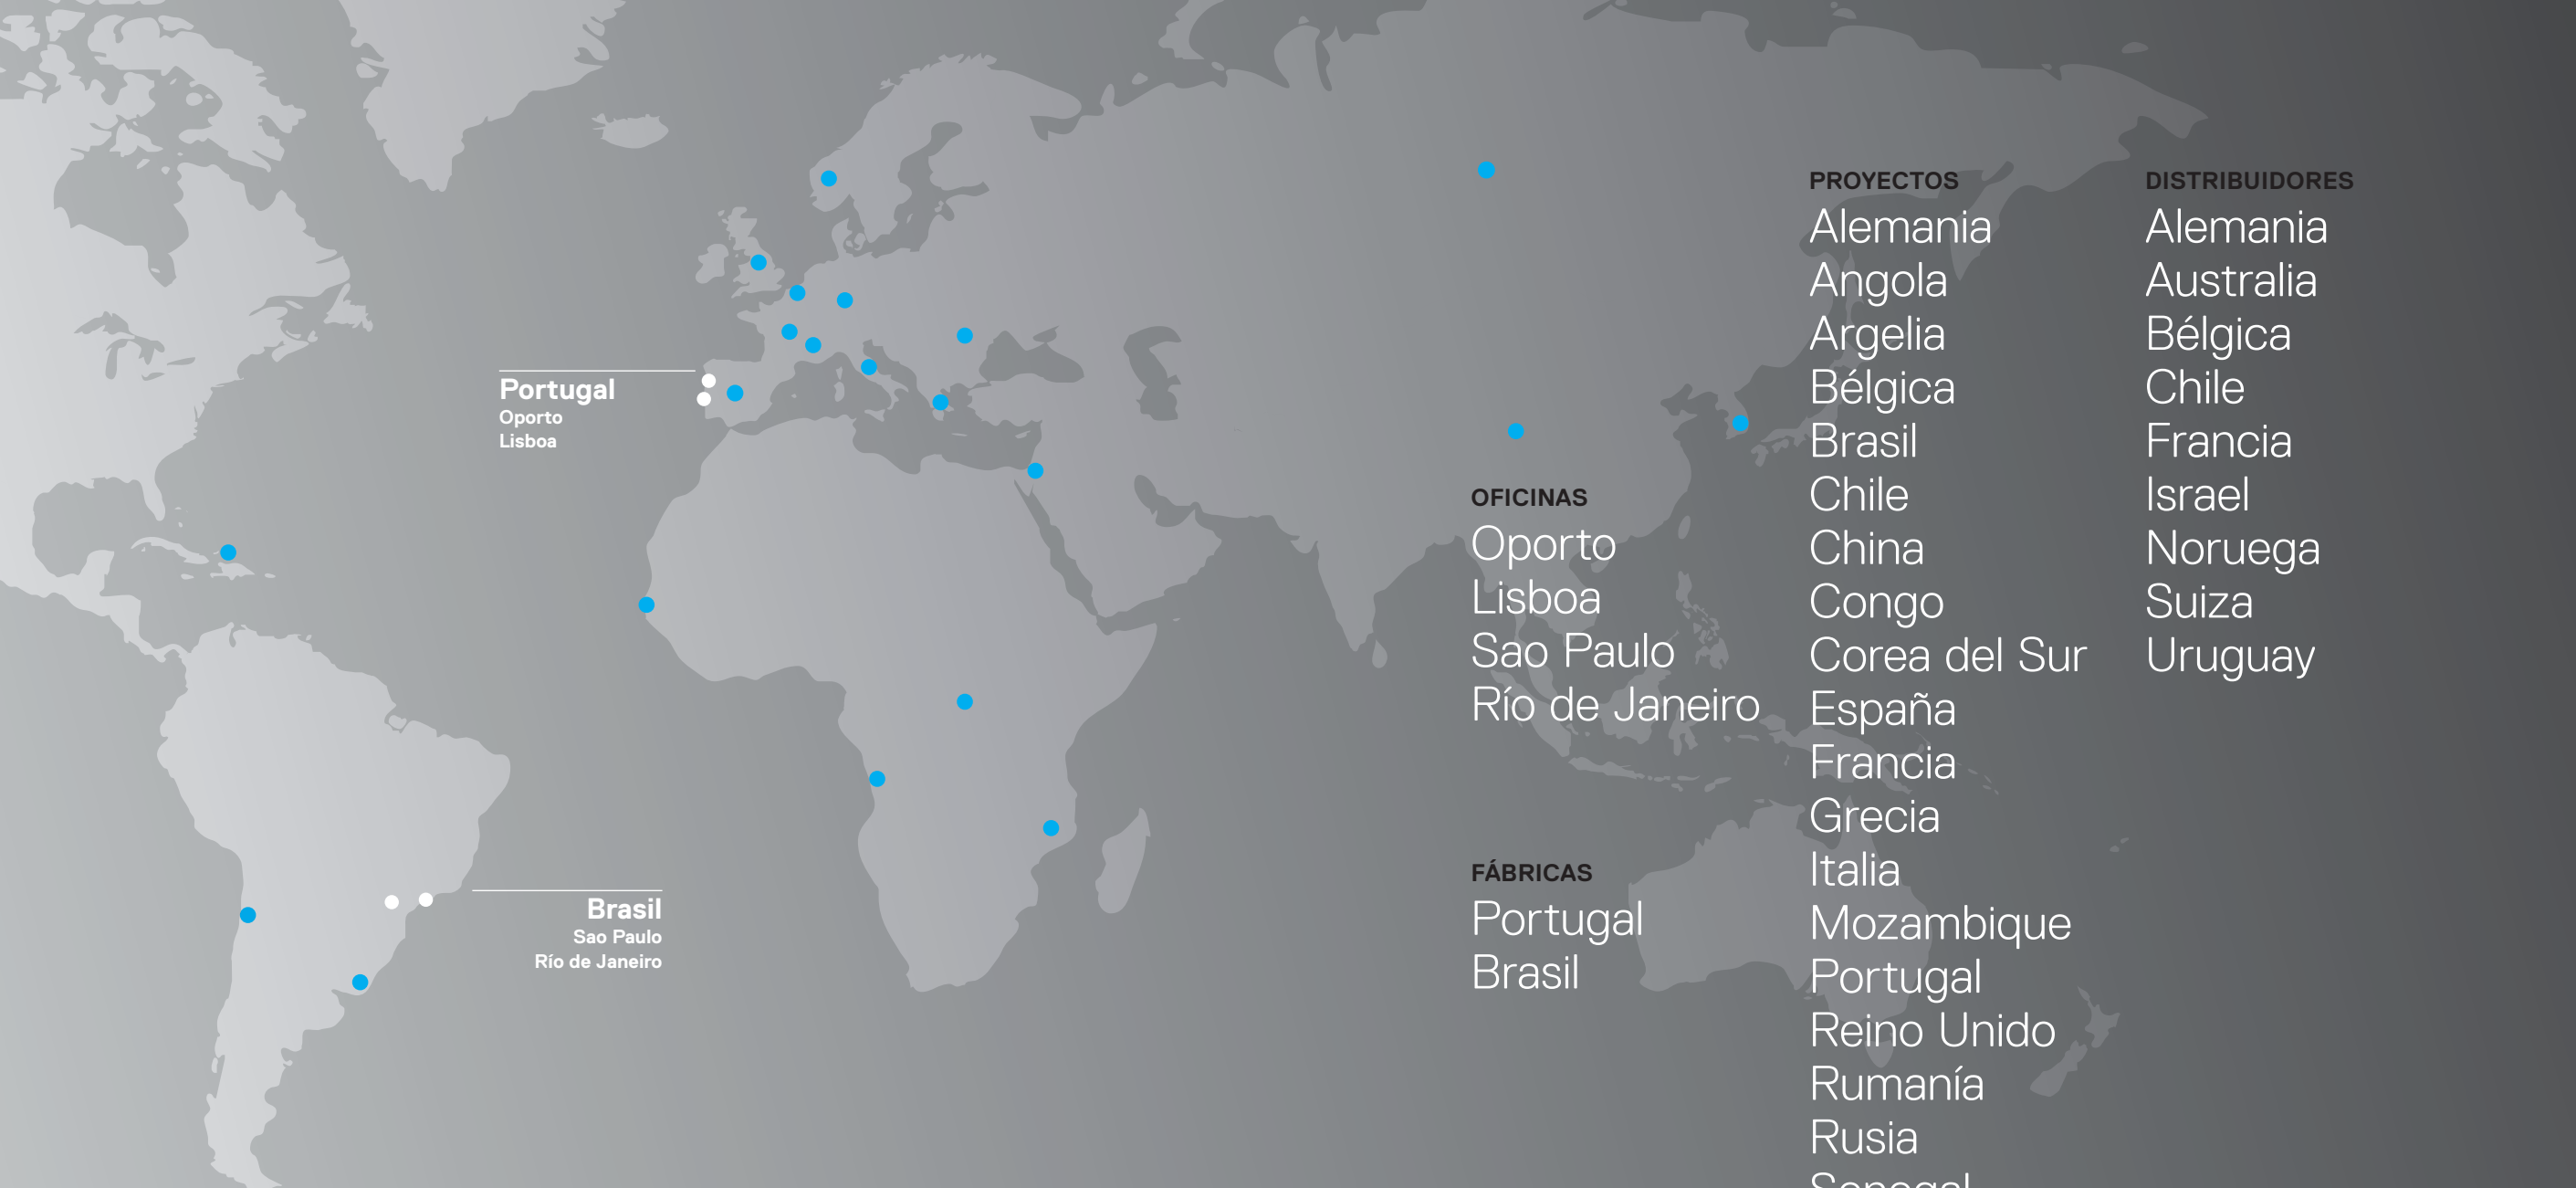 Portugal
Oporto
Lisboa
Brasil
Sao Paulo
Río de Janeiro
OFICINAS
Oporto
Lisboa
Sao Paulo
Río de Janeiro
FÁBRICAS
Portugal
Brasil
PROYECTOS
Alemania
Angola
Argelia
Bélgica
Brasil
Chile
China
Congo
Corea del Sur
España
Francia
Grecia
Italia
Mozambique
Portugal
Reino Unido
Rumanía
Rusia
Senegal
DISTRIBUIDORES
Alemania
Australia
Bélgica
Chile
Francia
Israel
Noruega
Suiza
Uruguay